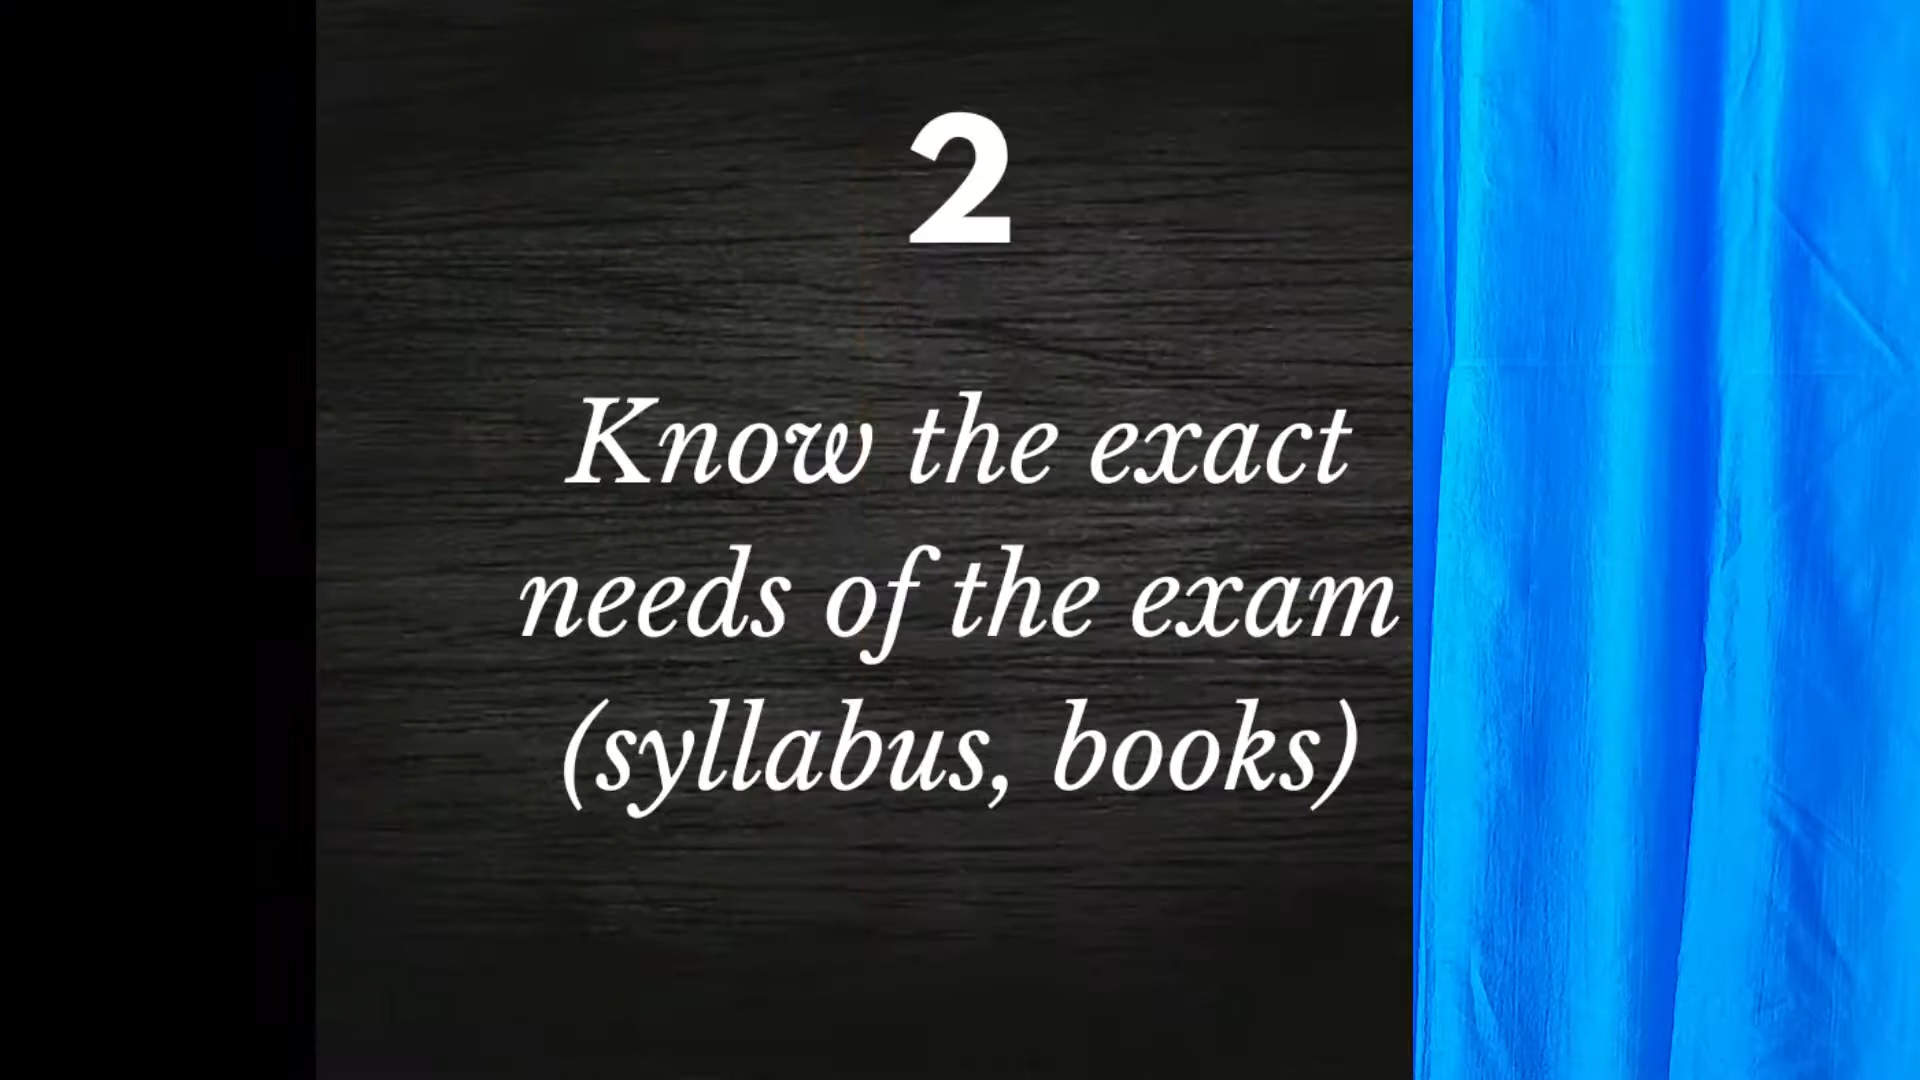 2
Know the exact
needs of the exam
(syllabus, books)